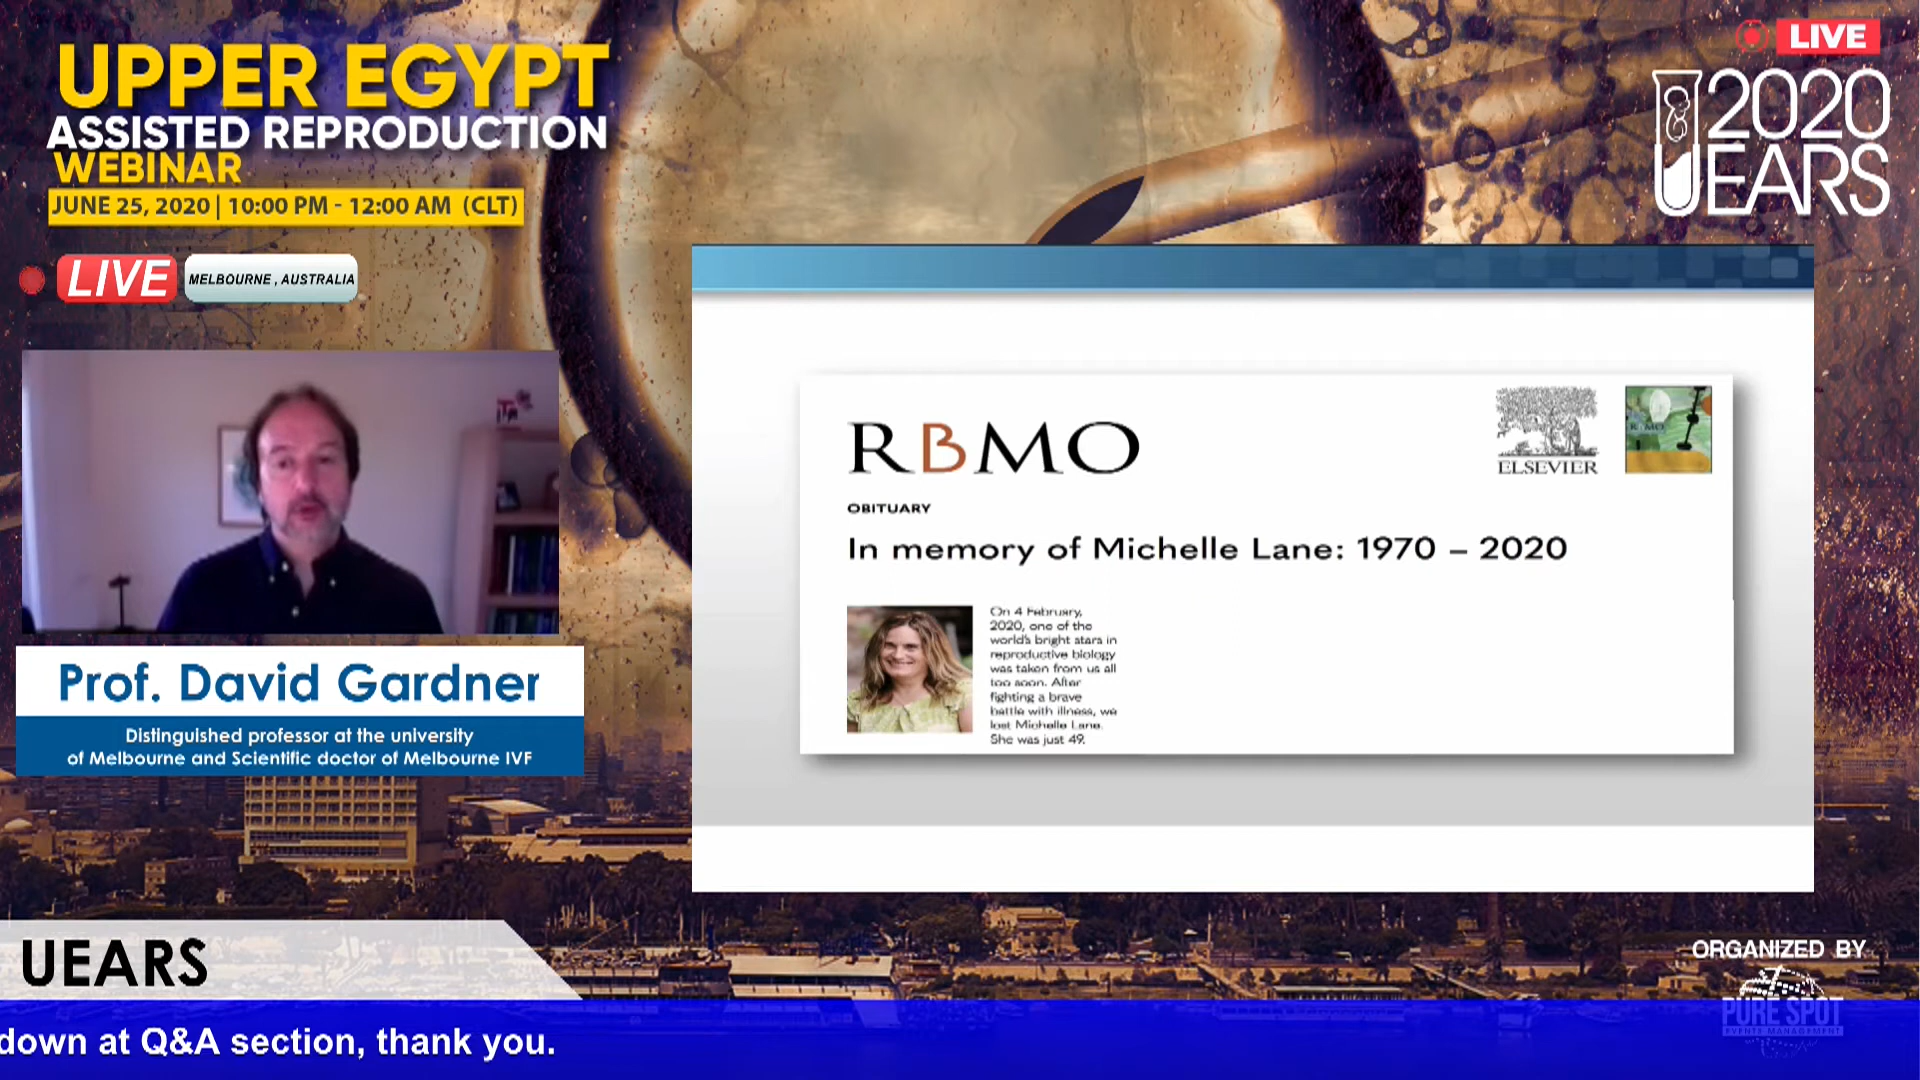 UPPER EGYPT
ASSISTED REPRODUCTION
WEBINAR
JUNE 25, 2020 | 10:00 PM - 12:00 AM (CLT)
LIVE
MELBOURNE , AUSTRALIA
LIVE
2020
UEARS
RBMO
ELSEVIER
RBMO
OBITUARY
In memory of Michelle Lane: 1970 – 2020
On 4 February,
2020, one of the
world's bright stars in
reproductive biology
was taken from us all
too soon. After
fighting a brave
battle with illness, we
lost Michelle Lane.
She was just 49.
Prof. David Gardner
Distinguished professor at the university
of Melbourne and Scientific doctor of Melbourne IVF
UEARS
down at Q&A section, thank you.
ORGANIZED BY
PURE SPOT
EVENTS MANAGEMENT